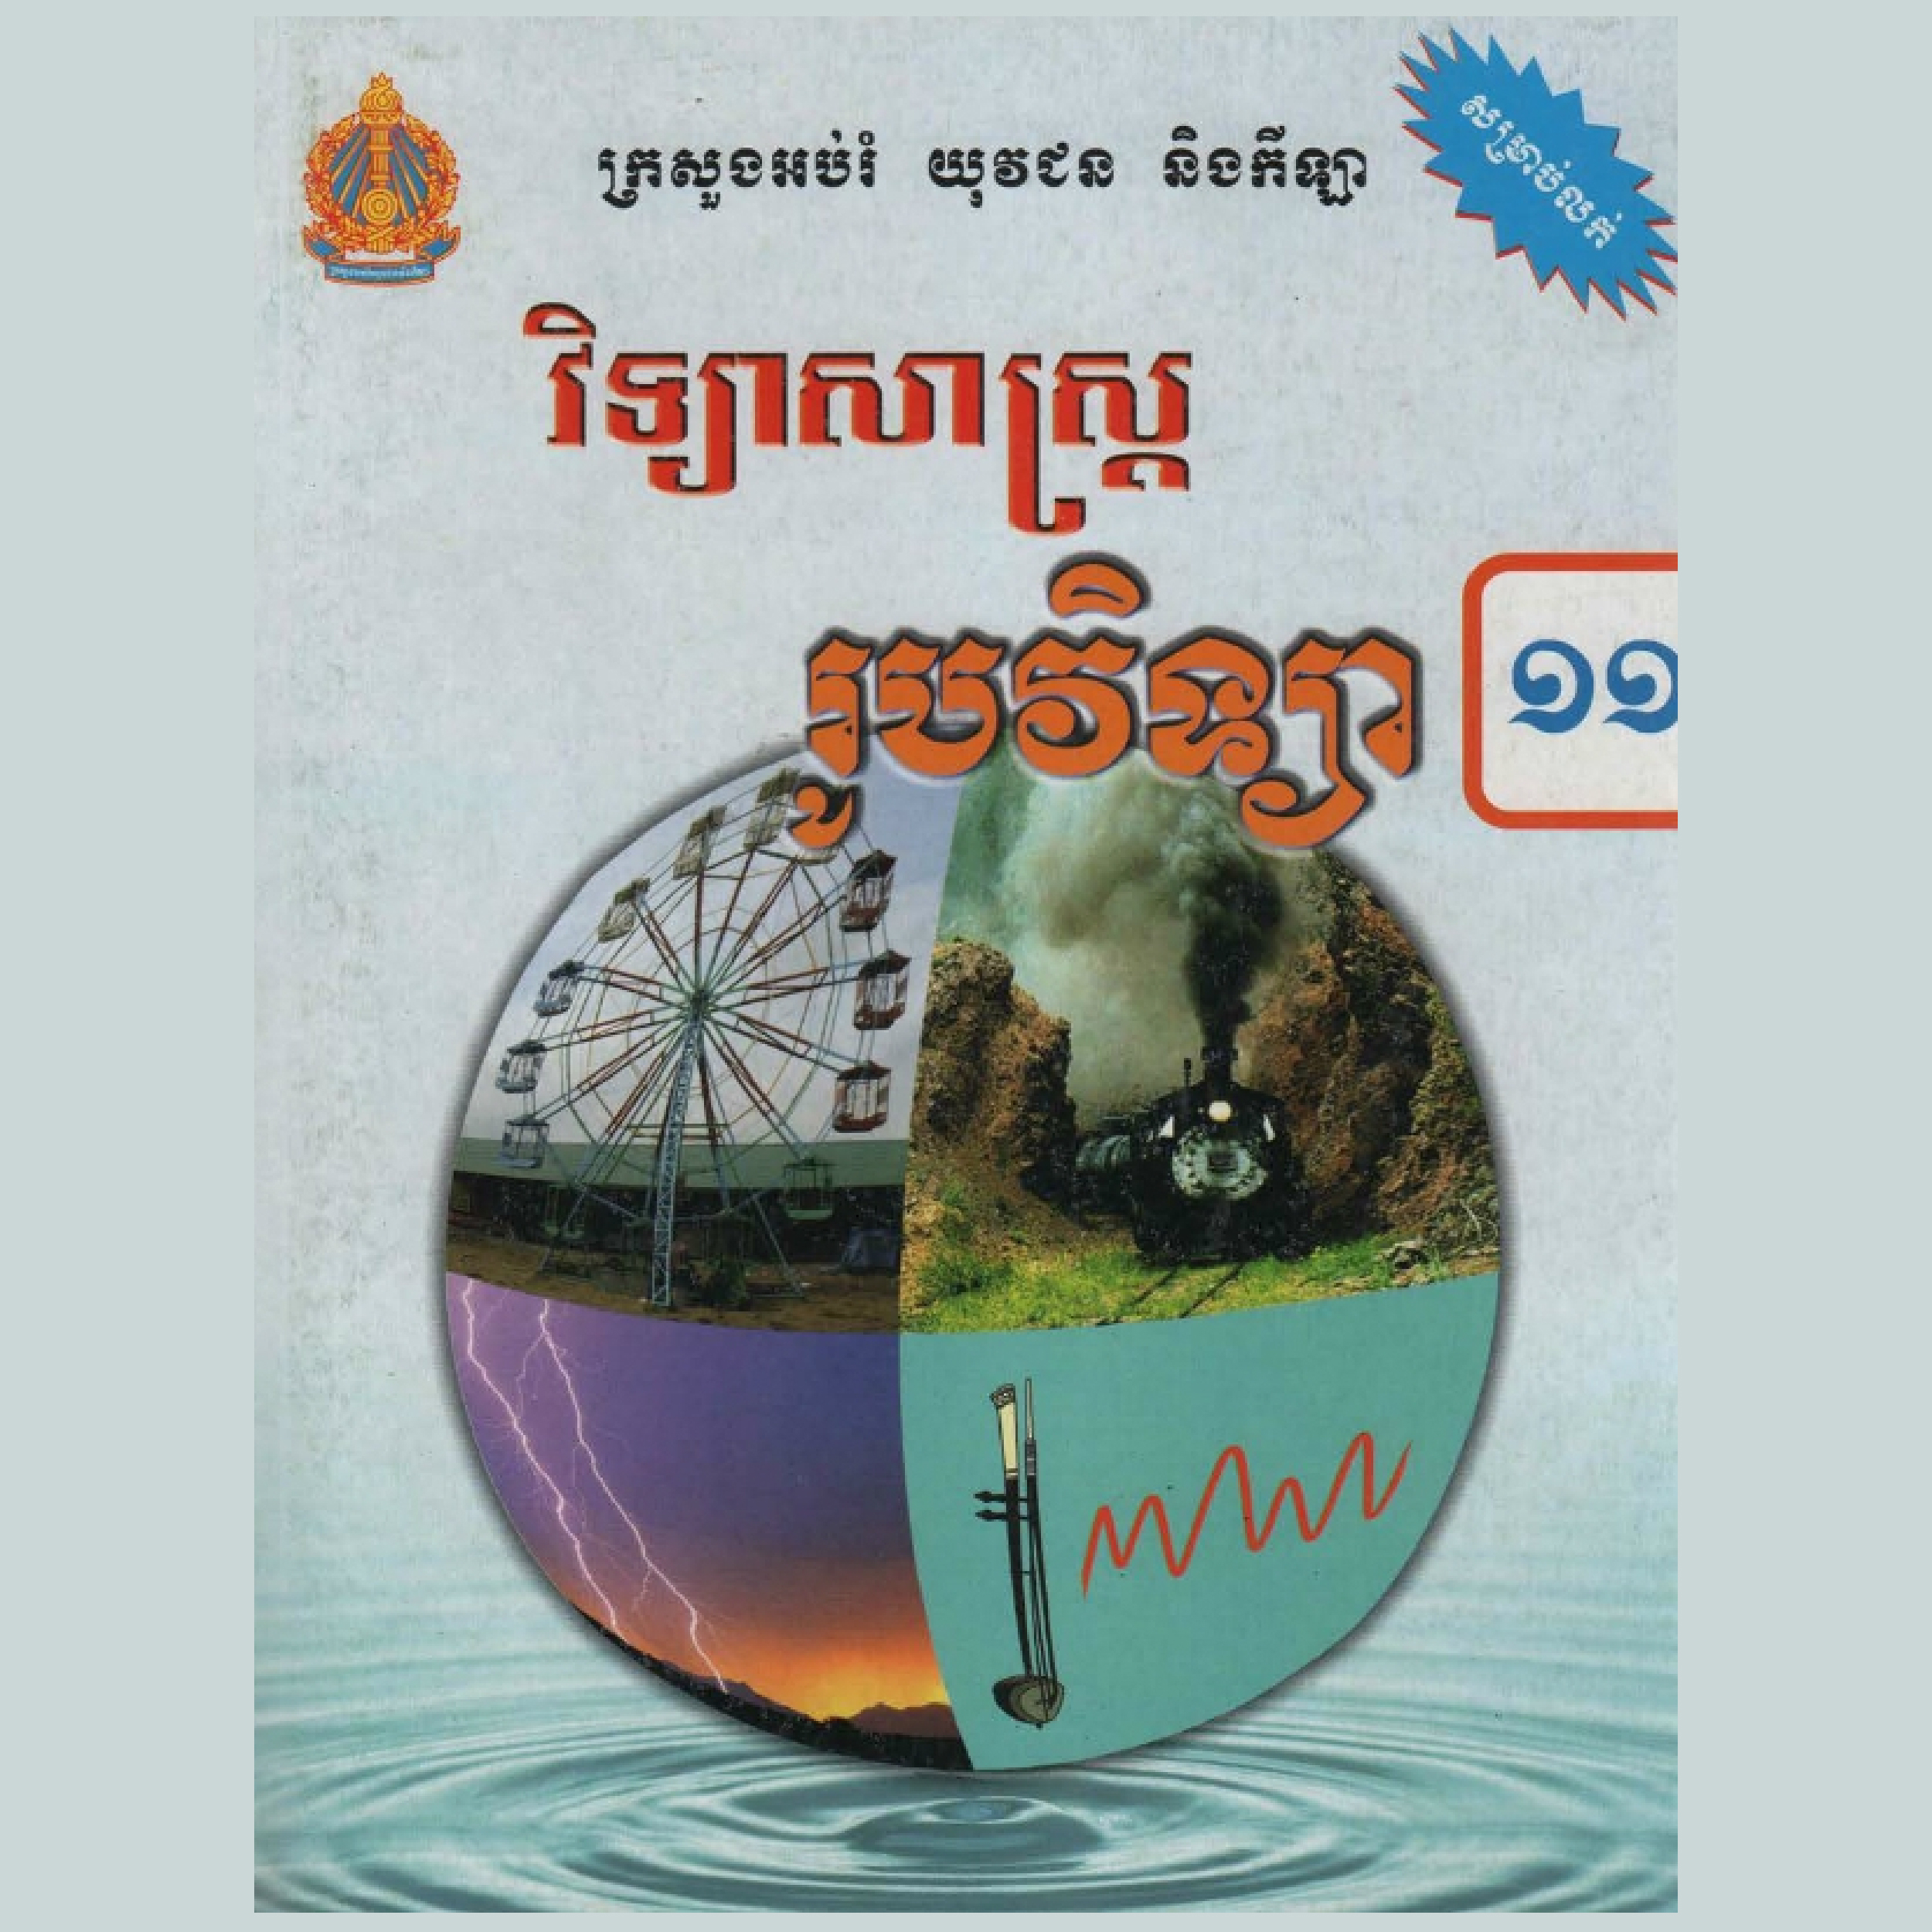 ក្រសួងអប់រំ យុវជន និងកីឡា
សម្រាប់លក់
វិទ្យាសាស្ត្រ
រូបវិទ្យា
១១